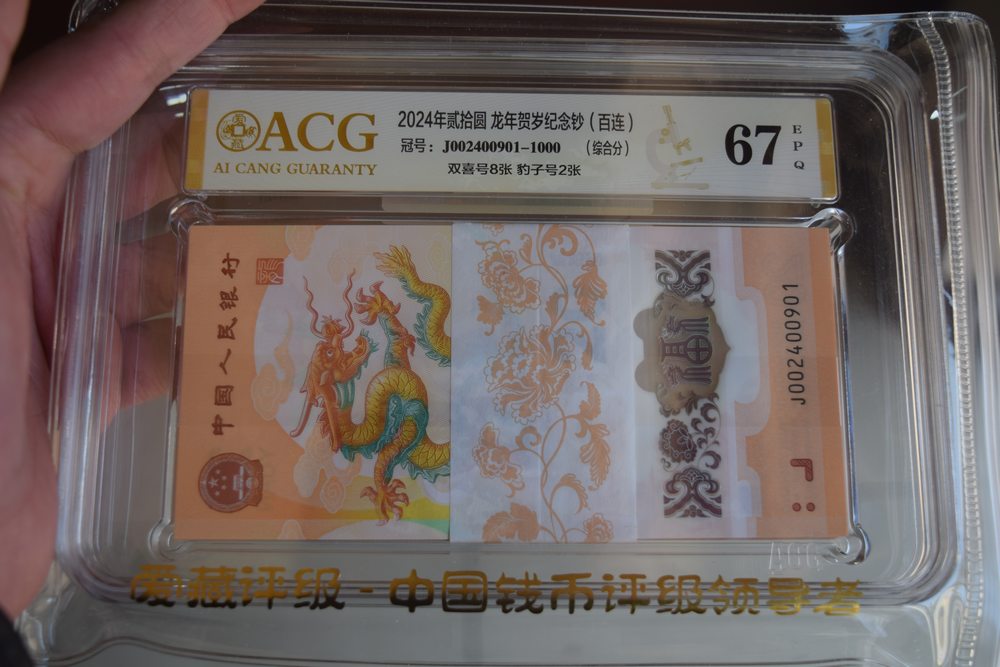 ACG
AI CANG GUARANTY
2024年贰拾圆 龙年贺岁纪念钞（百连）
冠号：J002400901-1000 （综合分）
双喜号8张 豹子号2张
67
EPQ
中国人民银行
J002400901
爱藏评级-中国钱币评级领导者